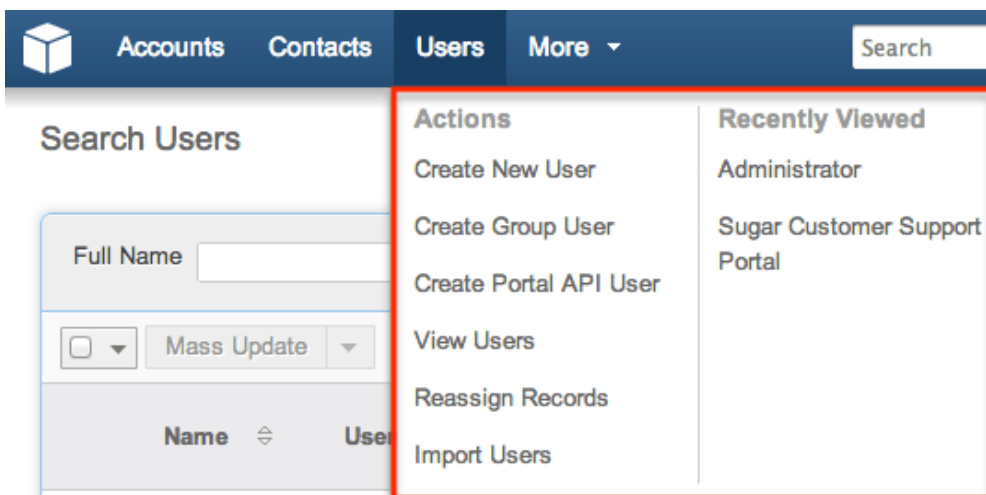 Accounts Contacts Users More Search
Search Users
Full Name
Mass Update
Name
Actions
Create New User
Create Group User
Create Portal API User
View Users
Reassign Records
Import Users
Recently Viewed
Administrator
Sugar Customer Support
Portal